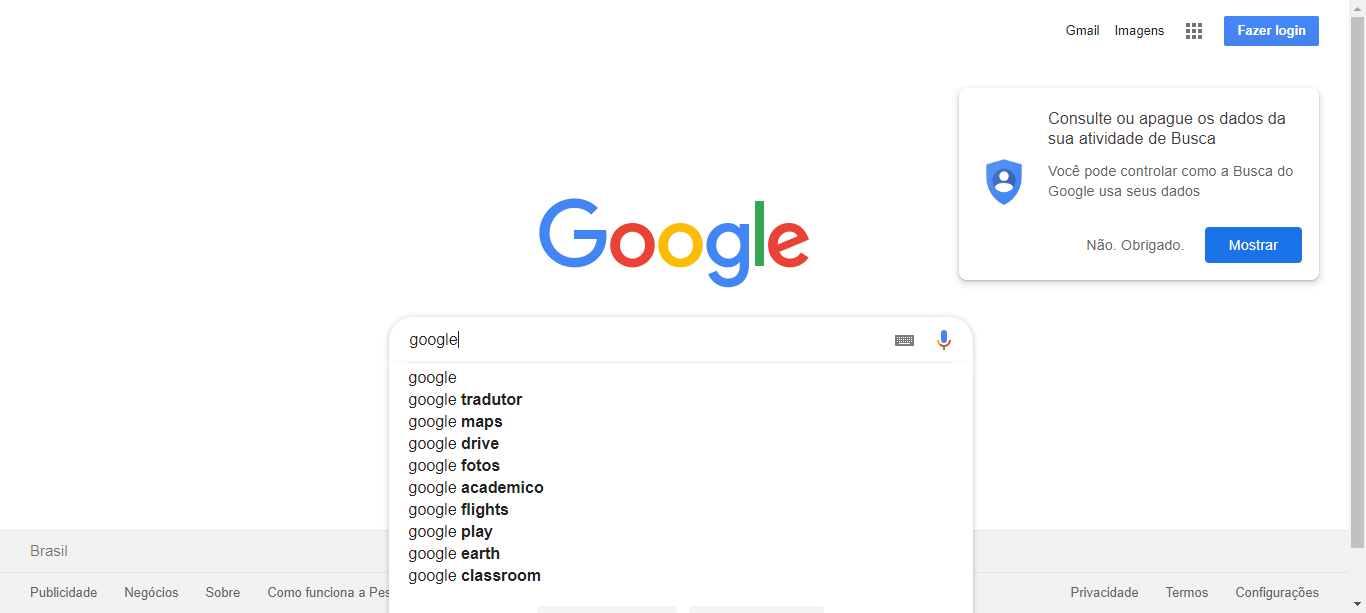 Gmail Imagens Fazer login
Consulte ou apague os dados da
sua atividade de Busca
Você pode controlar como a Busca do
Google usa seus dados
Não. Obrigado. Mostrar
Google
google
google
google tradutor
google maps
google drive
google fotos
google academico
google flights
google play
google earth
google classroom
Brasil
Publicidade Negócios Sobre Como funciona a Pes
Privacidade Termos Configurações